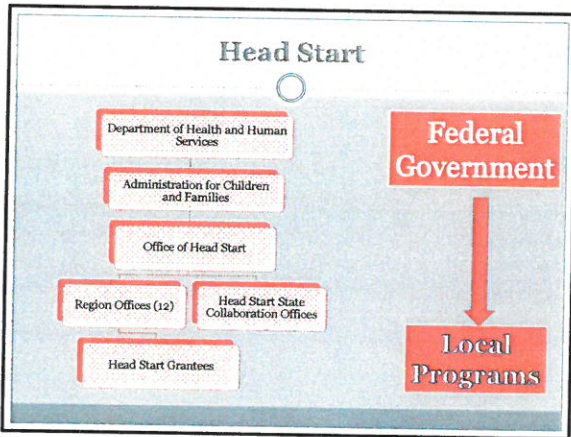 Head Start
Department of Health and Human
Services
Administration for Children
and Families
Office of Head Start
Region Offices (12)
Head Start State
Collaboration Offices
Head Start Grantees
Federal
Government
Local
Programs